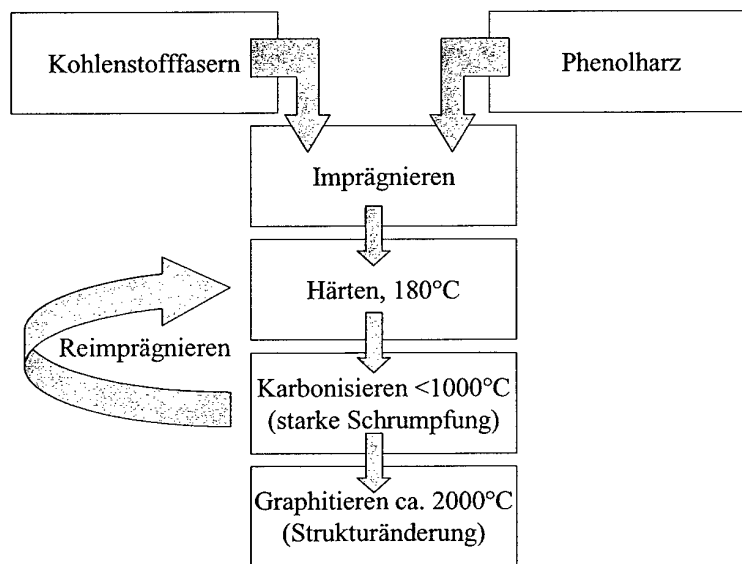 Kohlenstofffasern
Phenolharz
Imprägnieren
Härten, 180°C
Reimprägnieren
Karbonisieren <1000°C
(starke Schrumpfung)
Graphitieren ca. 2000°C
(Strukturänderung)